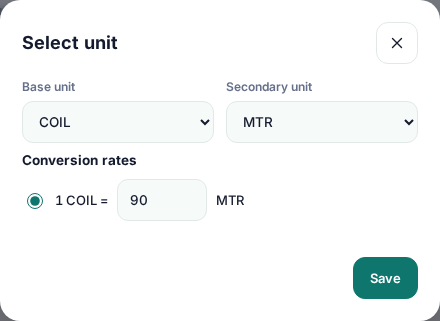 Select unit
Base unit
Secondary unit
COIL
MTR
Conversion rates
1 COIL = 90 MTR
Save